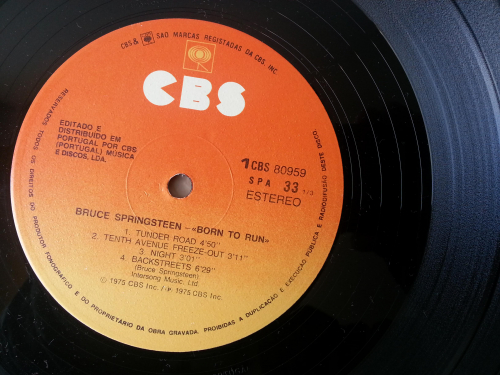 CBS & SÃO MARCAS REGISTADAS DA CBS. INC
CBS
EDITADO E
DISTRIBUIDO EM
PORTUGAL POR CBS
(PORTUGAL) MÚSICA
E DISCOS, LDA.
1 CBS 80959
SPA 33 1/3
ESTEREO
BRUCE SPRINGSTEEN - «BORN TO RUN»
1. TUNDER ROAD 4'50''
2. TENTH AVENUE FREEZE-OUT 3'11''
3. NIGHT 3'01''
4. BACKSTREETS 6'29''
(Bruce Springsteen)
Intersong Music. Ltd
© 1975 CBS Inc. / ℗ 1975 CBS Inc.
RESERVADOS TODOS OS DIREITOS DO PRODUTOR FONOGRAFICO E DO PROPRIETARIO DA OBRA GRAVADA. PROIBIDAS A DUPLICAÇÃO E EXECUÇÃO PUBLICA E RADIODIFUSÃO DESTE DISCO